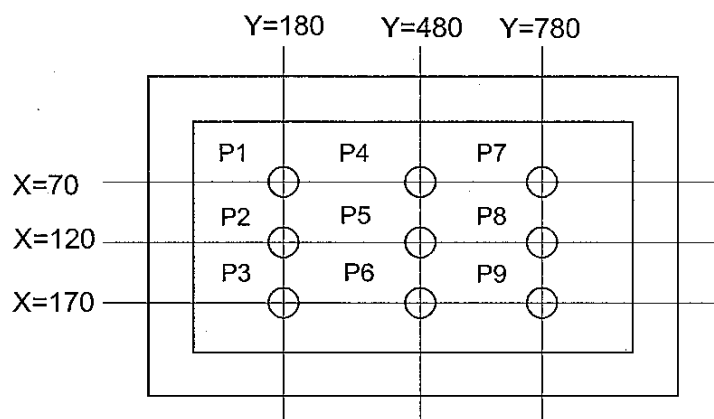 Y=180 Y=480 Y=780
P1 P4 P7
X=70
P2 P5 P8
X=120
P3 P6 P9
X=170